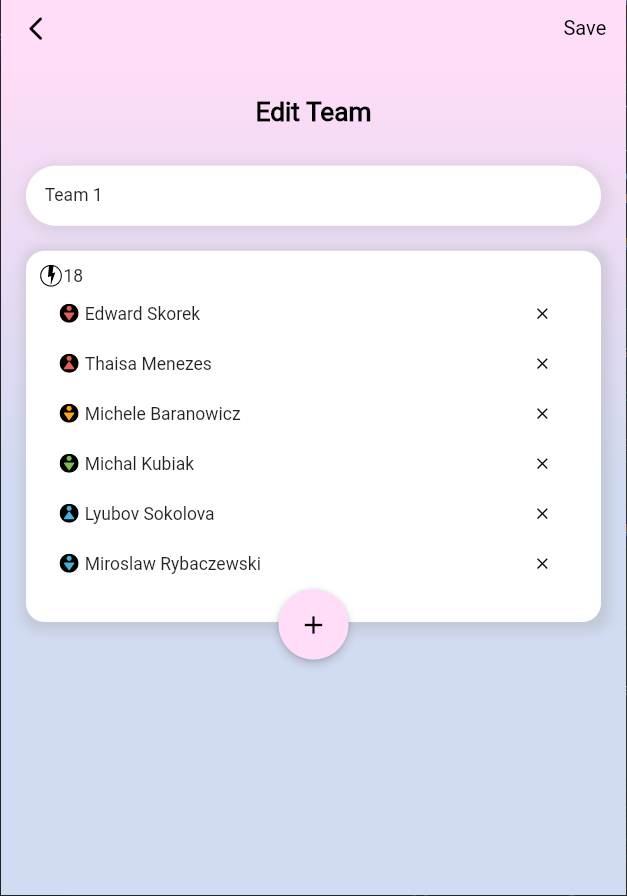 Save
Edit Team
Team 1
18
Edward Skorek
Thaisa Menezes
Michele Baranowicz
Michal Kubiak
Lyubov Sokolova
Miroslaw Rybaczewski